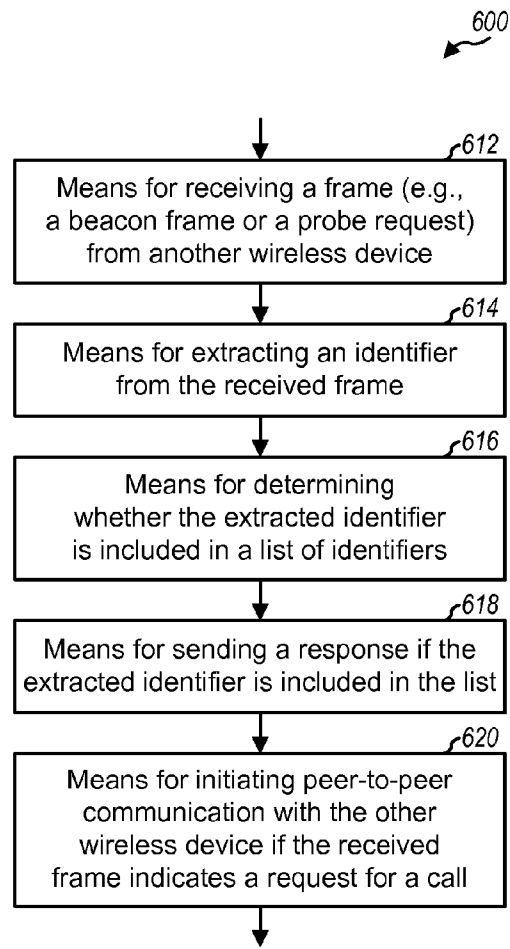 600
612
Means for receiving a frame (e.g.,
a beacon frame or a probe request)
from another wireless device
614
Means for extracting an identifier
from the received frame
616
Means for determining
whether the extracted identifier
is included in a list of identifiers
618
Means for sending a response if the
extracted identifier is included in the list
620
Means for initiating peer-to-peer
communication with the other
wireless device if the received
frame indicates a request for a call